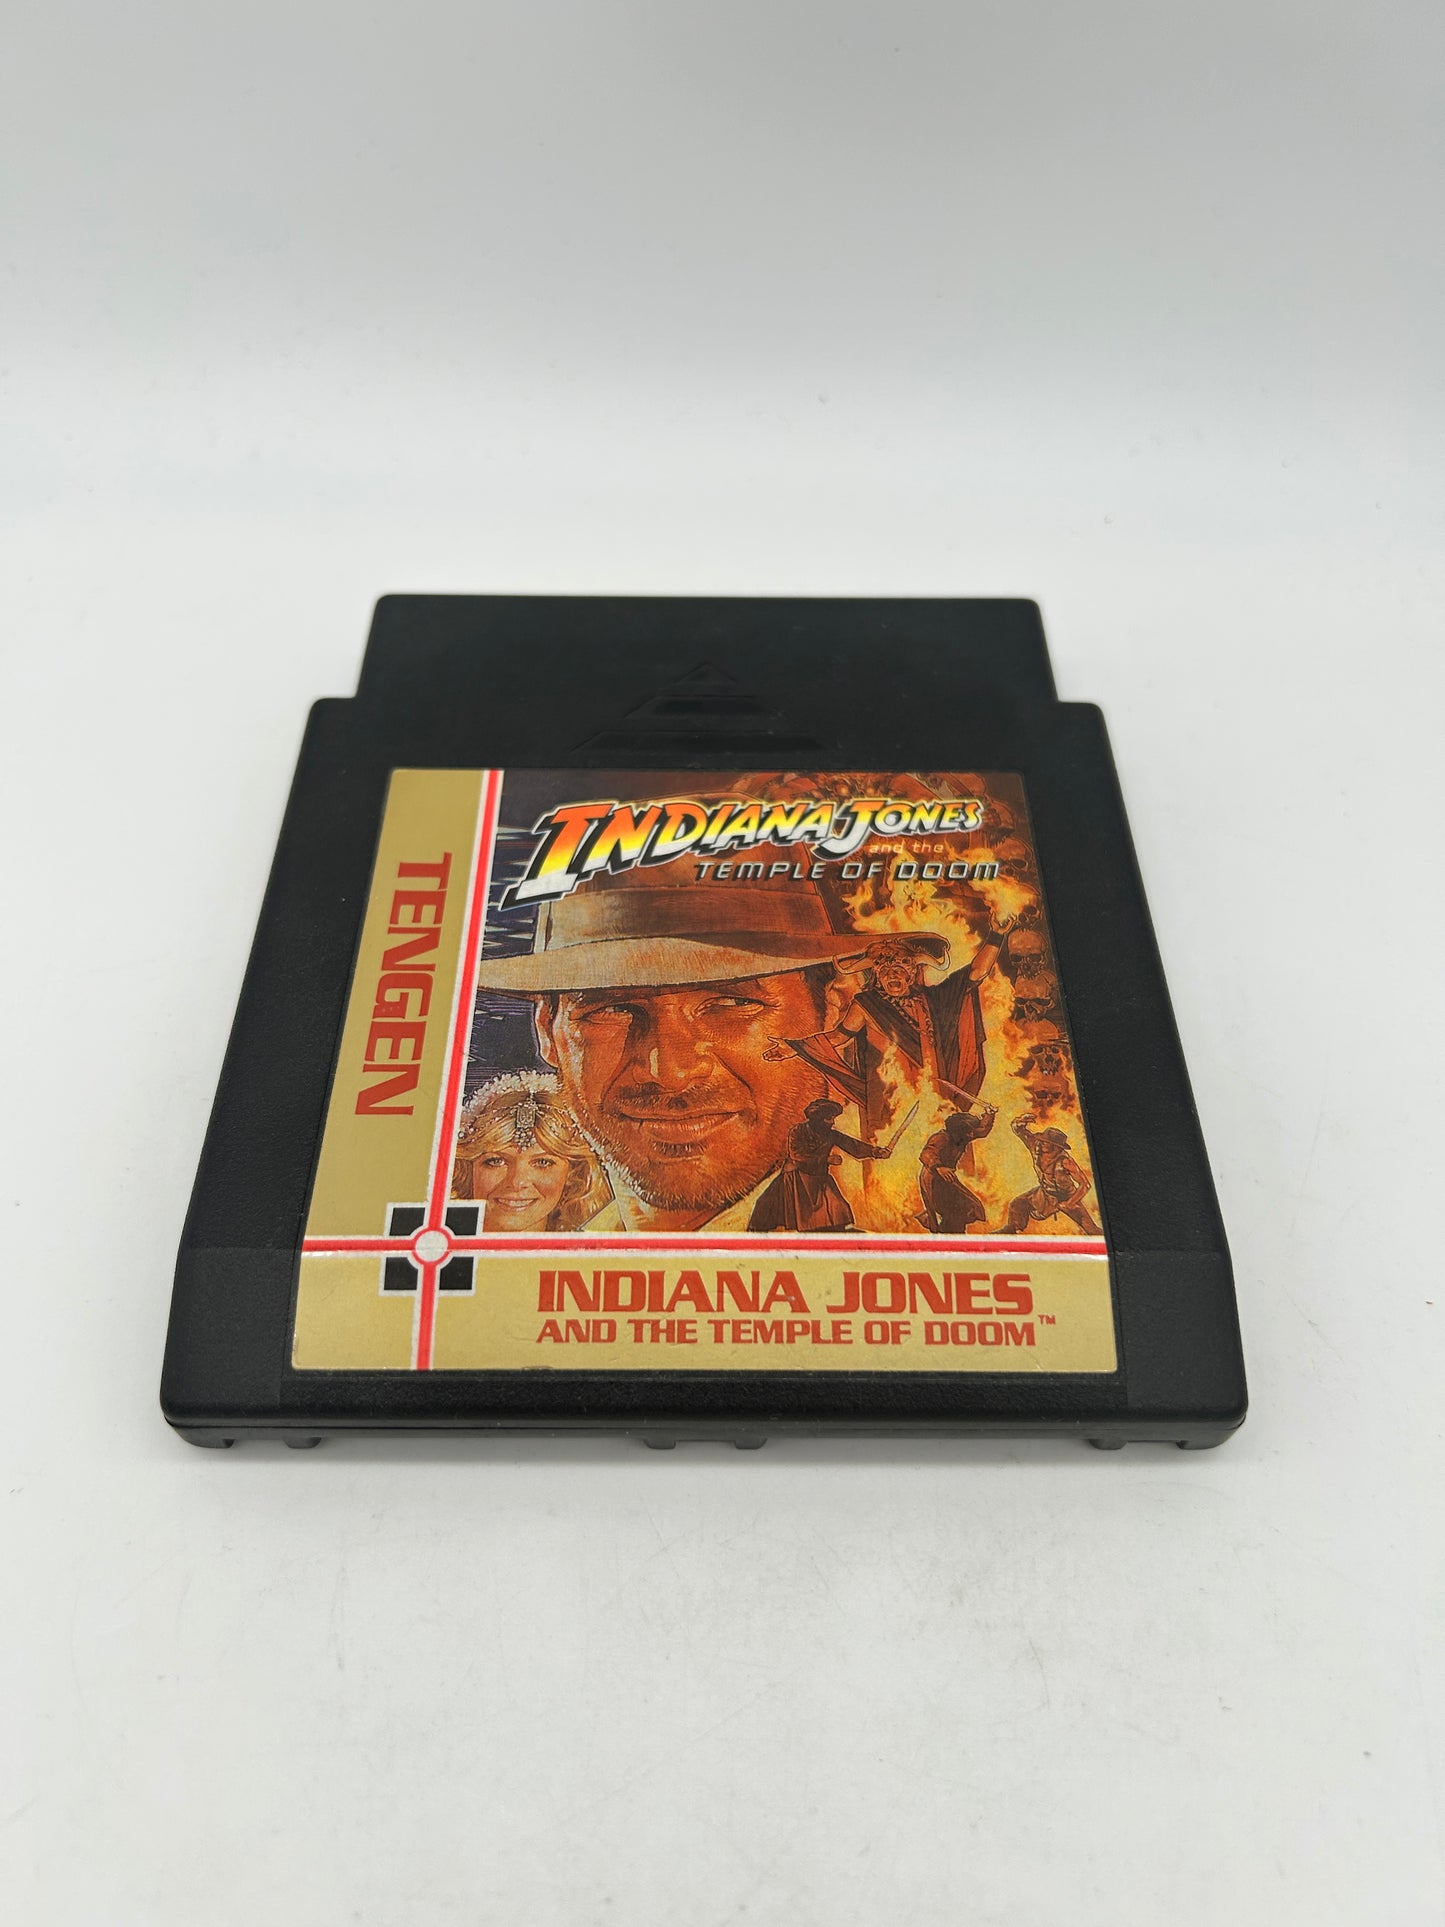 INDIANA JONES
and the
TEMPLE OF DOOM
TENGEN
INDIANA JONES
AND THE TEMPLE OF DOOM™